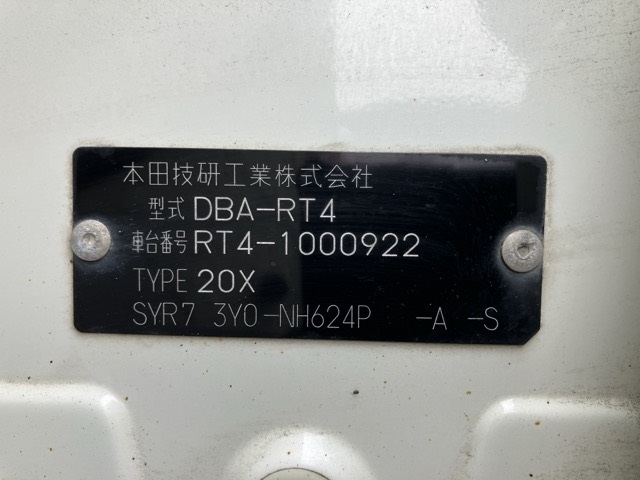 本田技研工業株式会社
型式 DBA-RT4
車台番号 RT4-1000922
TYPE 20X
SYR7 3Y0-NH624P -A -S